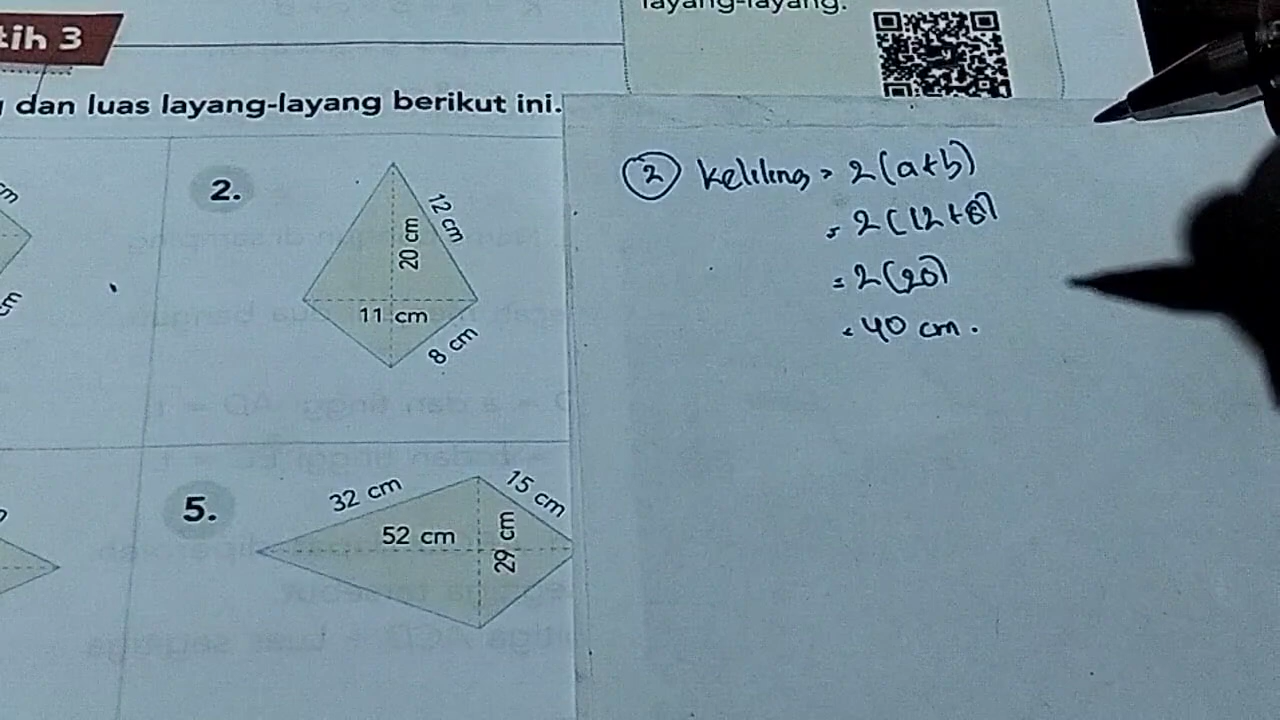 layang-layang.
tih 3
dan luas layang-layang berikut ini.
cm
cm
2.
12 cm
20 cm
11 cm
8 cm
5.
32 cm
15 cm
52 cm
29 cm
② keliling = 2(a+b)
= 2(12+8)
= 2(20)
= 40 cm.